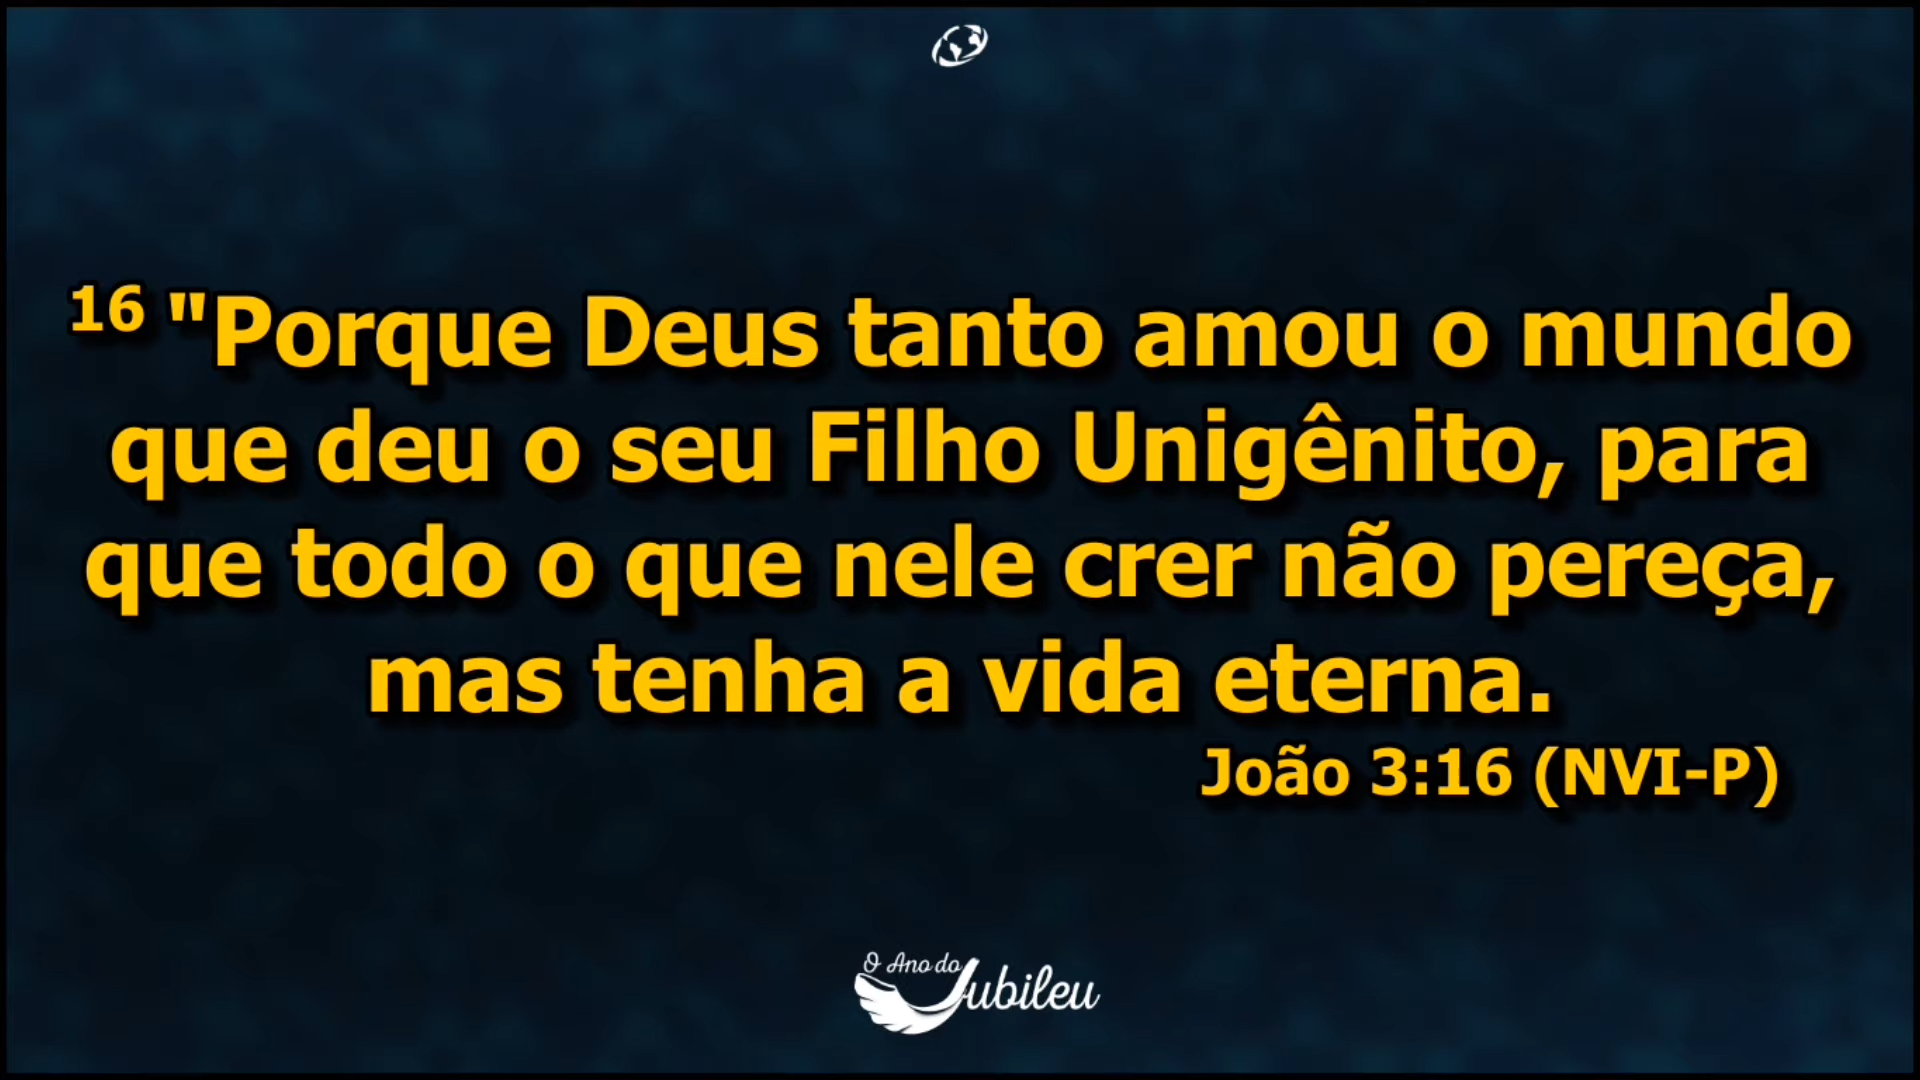 16 "Porque Deus tanto amou o mundo
que deu o seu Filho Unigênito, para
que todo o que nele crer não pereça,
mas tenha a vida eterna.
João 3:16 (NVI-P)
O Ano do
Jubileu